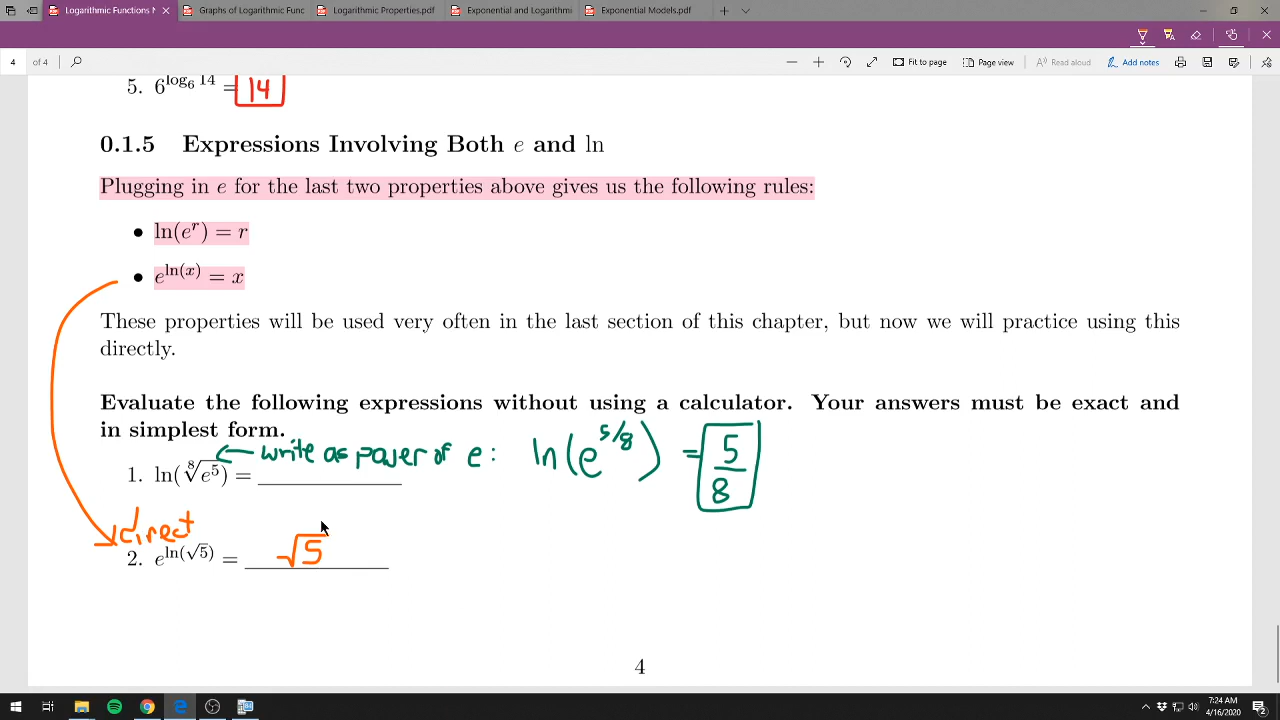 Logarithmic Functions N
Graphs of Logarithmic Func
Logarithmic Properties.pdf
Exponential and Logarithmi
Exponential Models.pdf
4 of 4
Fit to page
Page view
Read aloud
Add notes
5. 6^{log₆ 14} = 14
0.1.5 Expressions Involving Both e and ln
Plugging in e for the last two properties above gives us the following rules:
• ln(e^r) = r
• e^{ln(x)} = x
These properties will be used very often in the last section of this chapter, but now we will practice using this
directly.
Evaluate the following expressions without using a calculator. Your answers must be exact and
in simplest form.
← write as power of e: ln(e^{5/8}) = 5/8
1. ln(⁸√e⁵) = ____________
direct
2. e^{ln(√5)} = √5
4
7:24 AM
4/16/2020
2